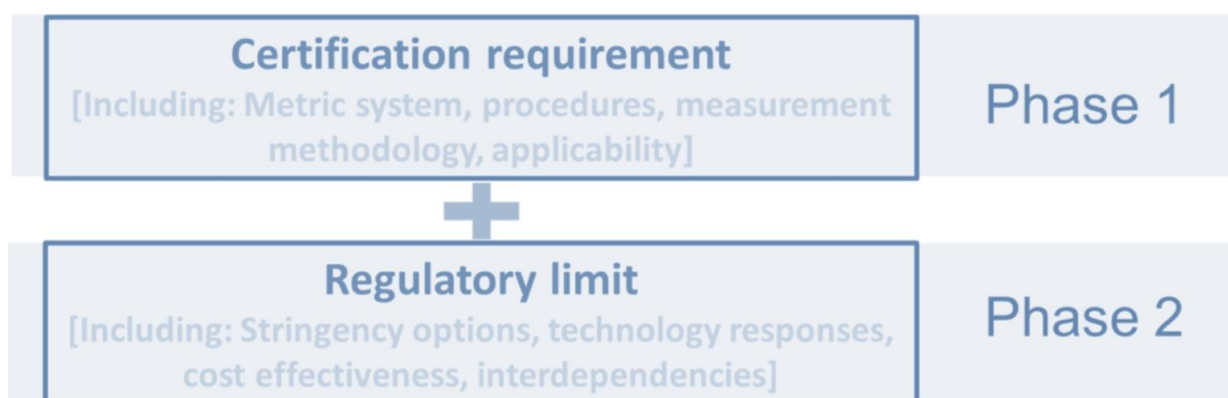 Certification requirement
[Including: Metric system, procedures, measurement
methodology, applicability]
Phase 1
Regulatory limit
[Including: Stringency options, technology responses,
cost effectiveness, interdependencies]
Phase 2